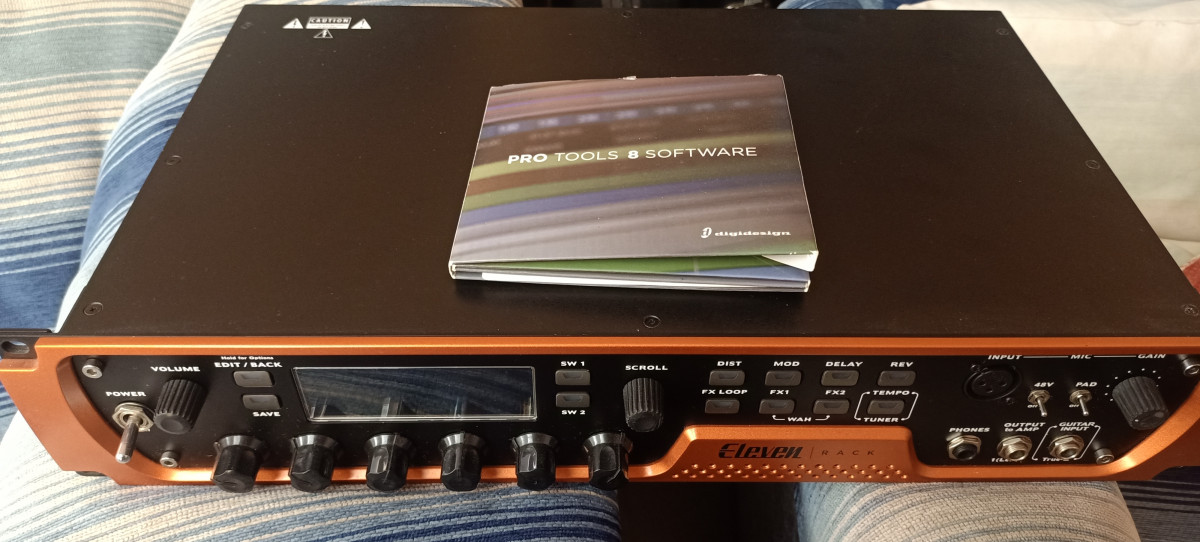 CAUTION
PRO TOOLS 8 SOFTWARE
digidesign
Hold for Options
EDIT / BACK
VOLUME
POWER
SAVE
SW 1
SW 2
SCROLL
DIST
MOD
DELAY
REV
FX LOOP
FX1
FX2
TEMPO
WAH
TUNER
INPUT
MIC
GAIN
48V
PAD
PHONES
OUTPUT
to AMP
GUITAR
INPUT
Eleven | RACK